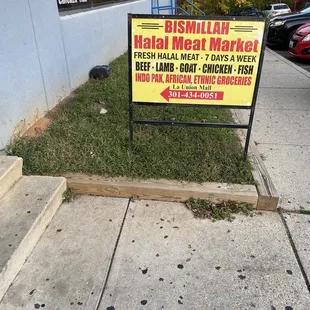 BISMILLAH
Halal Meat Market
FRESH HALAL MEAT - 7 DAYS A WEEK
BEEF - LAMB - GOAT - CHICKEN - FISH
INDO PAK, AFRICAN, ETHNIC GROCERIES
La Union Mall
301-434-0051